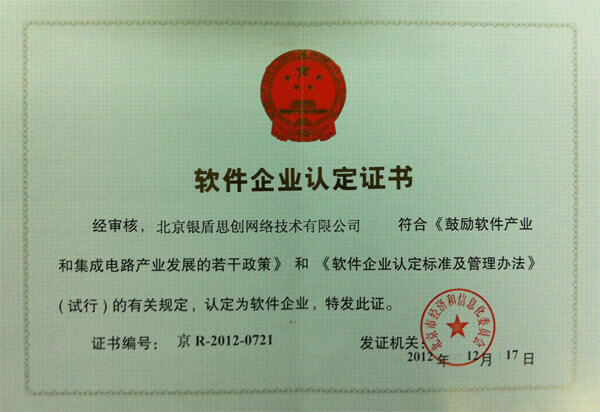 软件企业认定证书
经审核，北京银盾思创网络技术有限公司 符合《鼓励软件产业
和集成电路产业发展的若干政策》和《软件企业认定标准及管理办法》
(试行)的有关规定，认定为软件企业，特发此证。
证书编号：京 R-2012-0721 发证机关：
北京市经济和信息化委员会
2012 年 12 月 17 日